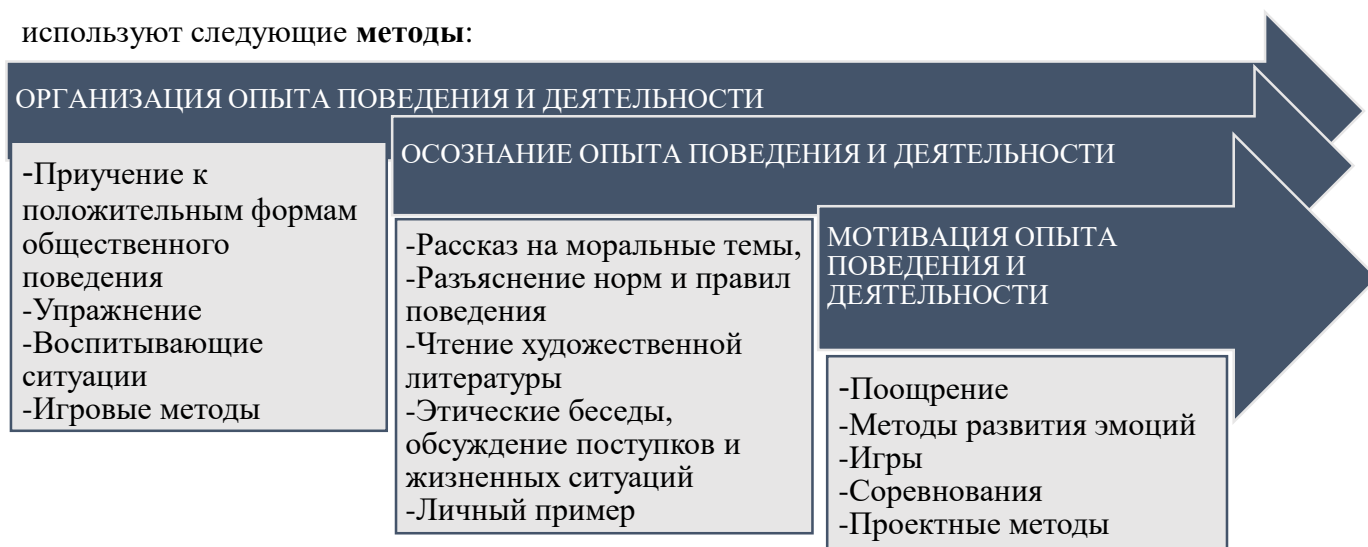 используют следующие методы:
ОРГАНИЗАЦИЯ ОПЫТА ПОВЕДЕНИЯ И ДЕЯТЕЛЬНОСТИ
-Приучение к
положительным формам
общественного
поведения
-Упражнение
-Воспитывающие
ситуации
-Игровые методы
ОСОЗНАНИЕ ОПЫТА ПОВЕДЕНИЯ И ДЕЯТЕЛЬНОСТИ
-Рассказ на моральные темы,
-Разъяснение норм и правил
поведения
-Чтение художественной
литературы
-Этические беседы,
обсуждение поступков и
жизненных ситуаций
-Личный пример
МОТИВАЦИЯ ОПЫТА
ПОВЕДЕНИЯ И
ДЕЯТЕЛЬНОСТИ
-Поощрение
-Методы развития эмоций
-Игры
-Соревнования
-Проектные методы